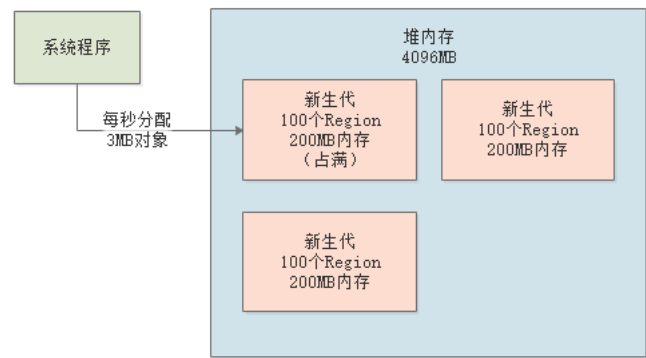 系统程序
堆内存
4096MB
每秒分配
3MB对象
新生代
100个Region
200MB内存
（占满）
新生代
100个Region
200MB内存
新生代
100个Region
200MB内存